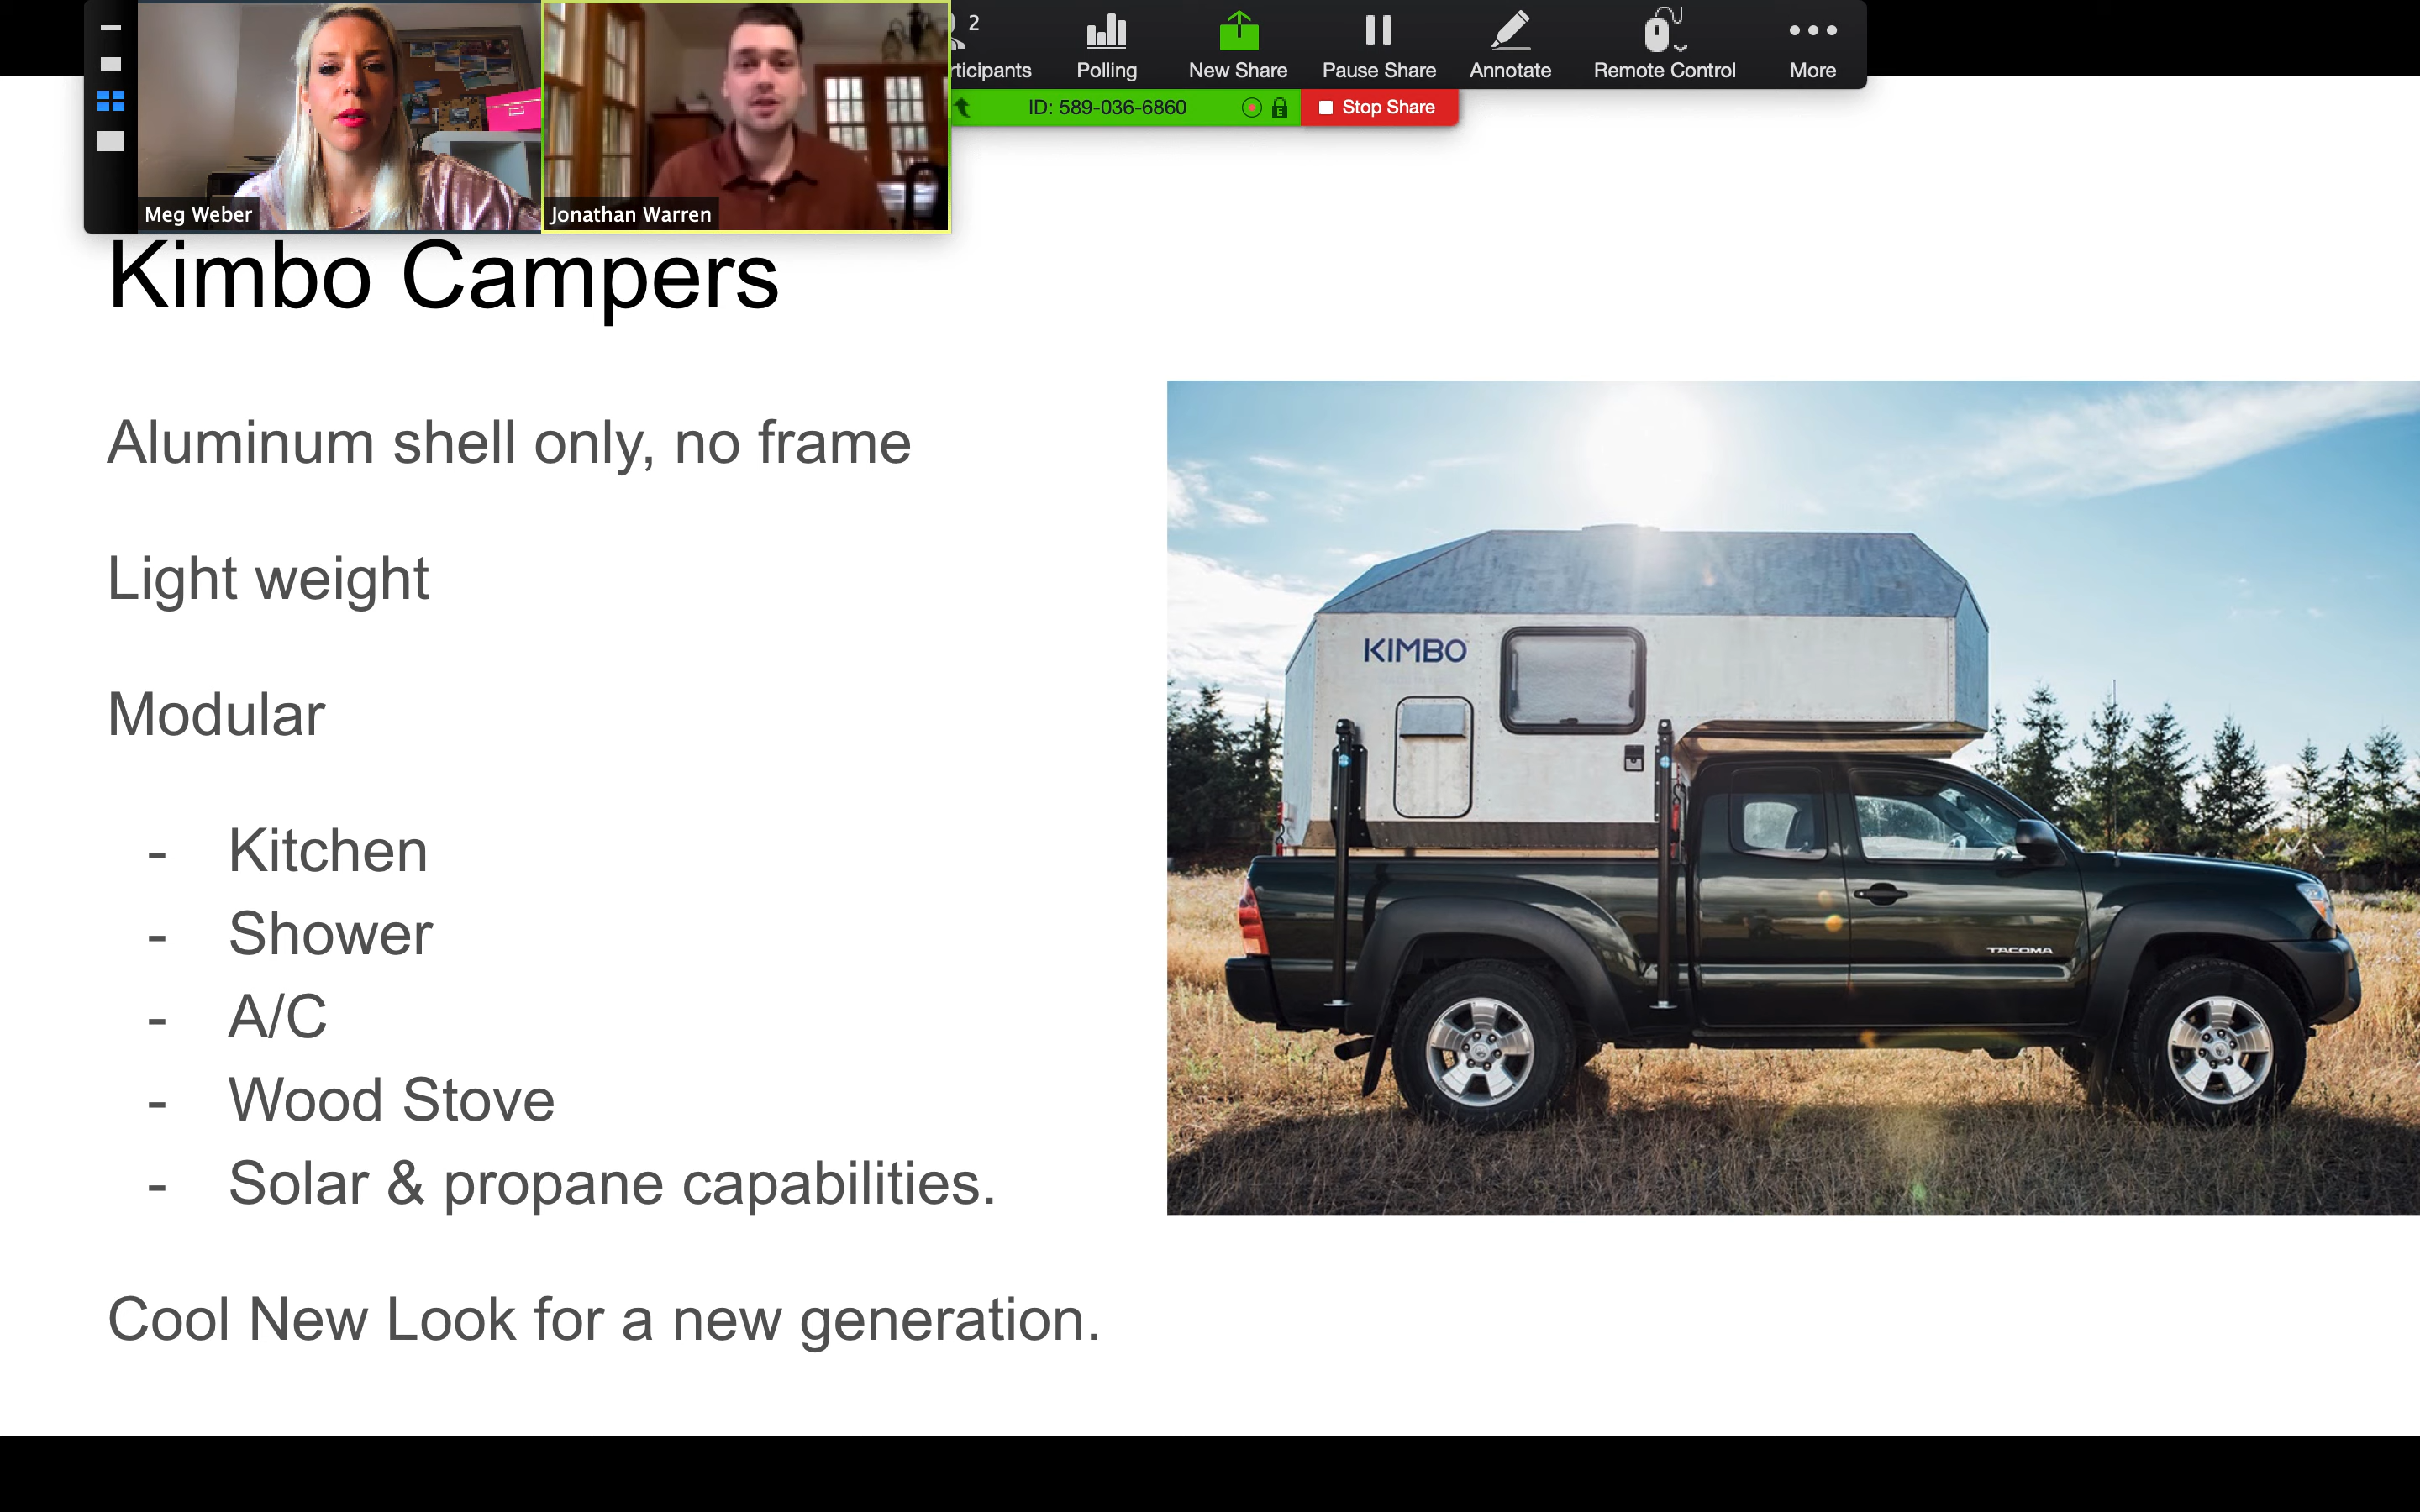 2
rticipants
Polling
New Share
Pause Share
Annotate
Remote Control
More
ID: 589-036-6860
Stop Share
Meg Weber
Jonathan Warren
Kimbo Campers
Aluminum shell only, no frame
Light weight
Modular
- Kitchen
- Shower
- A/C
- Wood Stove
- Solar & propane capabilities.
Cool New Look for a new generation.
KIMBO
TACOMA